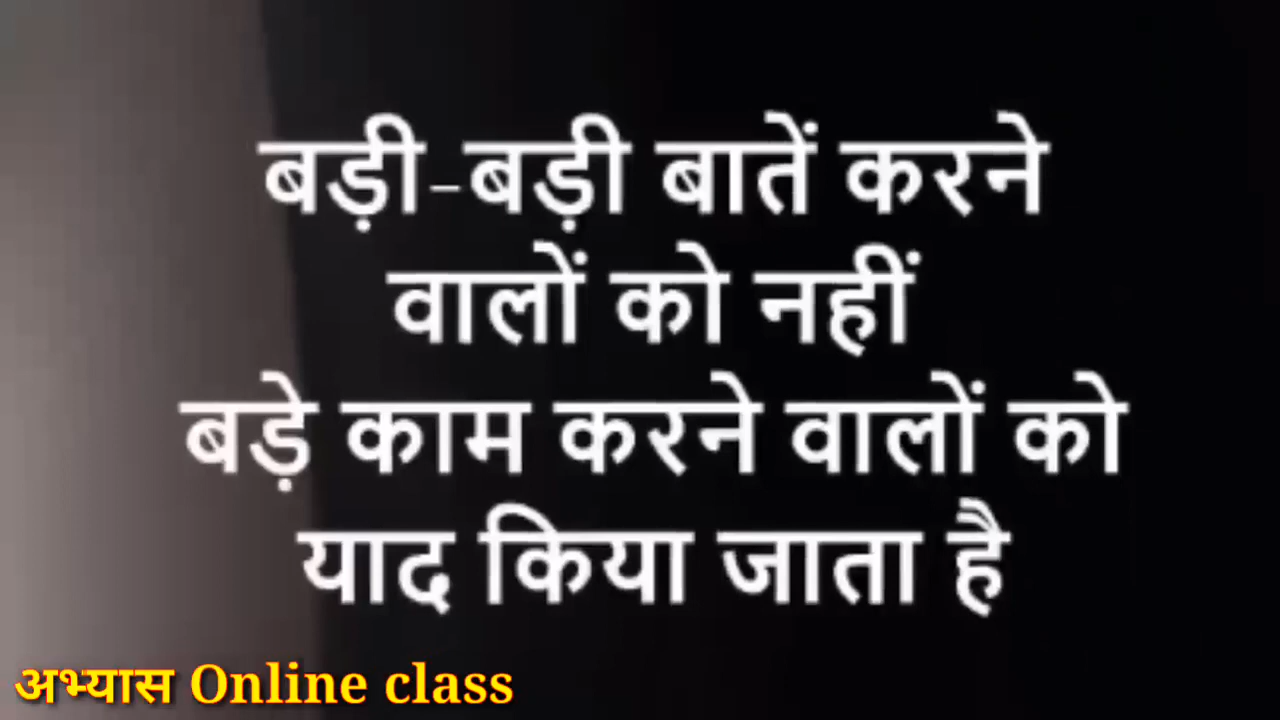 बड़ी-बड़ी बातें करने
वालों को नहीं
बड़े काम करने वालों को
याद किया जाता है
अभ्यास Online class